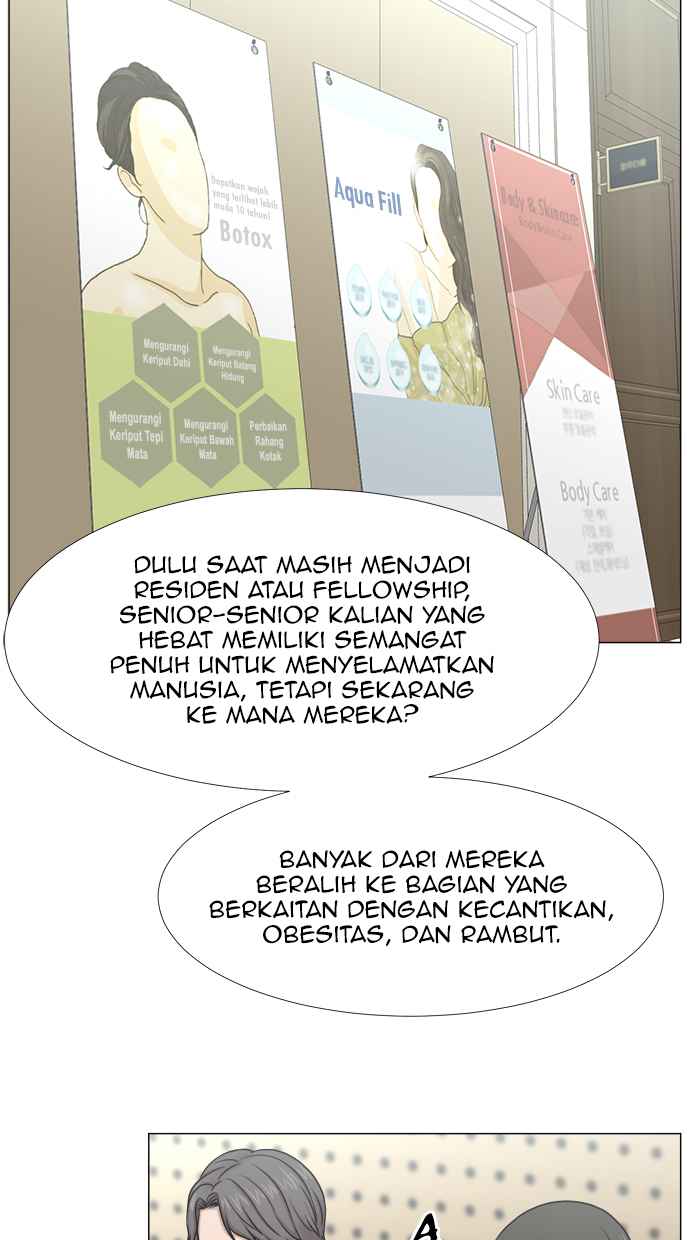 Dapatkan wajah
yang terlihat lebih
muda 10 tahun!
Botox
Mengurangi
Keriput Dahi
Mengurangi
Keriput Batang
Hidung
Mengurangi
Keriput Tepi
Mata
Mengurangi
Keriput Bawah
Mata
Perbaikan
Rahang
Kotak
Aqua Fill
Body & Skincare
Skin Care
Body Care
DULU SAAT MASIH MENJADI
RESIDEN ATAU FELLOWSHIP,
SENIOR-SENIOR KALIAN YANG
HEBAT MEMILIKI SEMANGAT
PENUH UNTUK MENYELAMATKAN
MANUSIA, TETAPI SEKARANG
KE MANA MEREKA?
BANYAK DARI MEREKA
BERALIH KE BAGIAN YANG
BERKAITAN DENGAN KECANTIKAN,
OBESITAS, DAN RAMBUT.